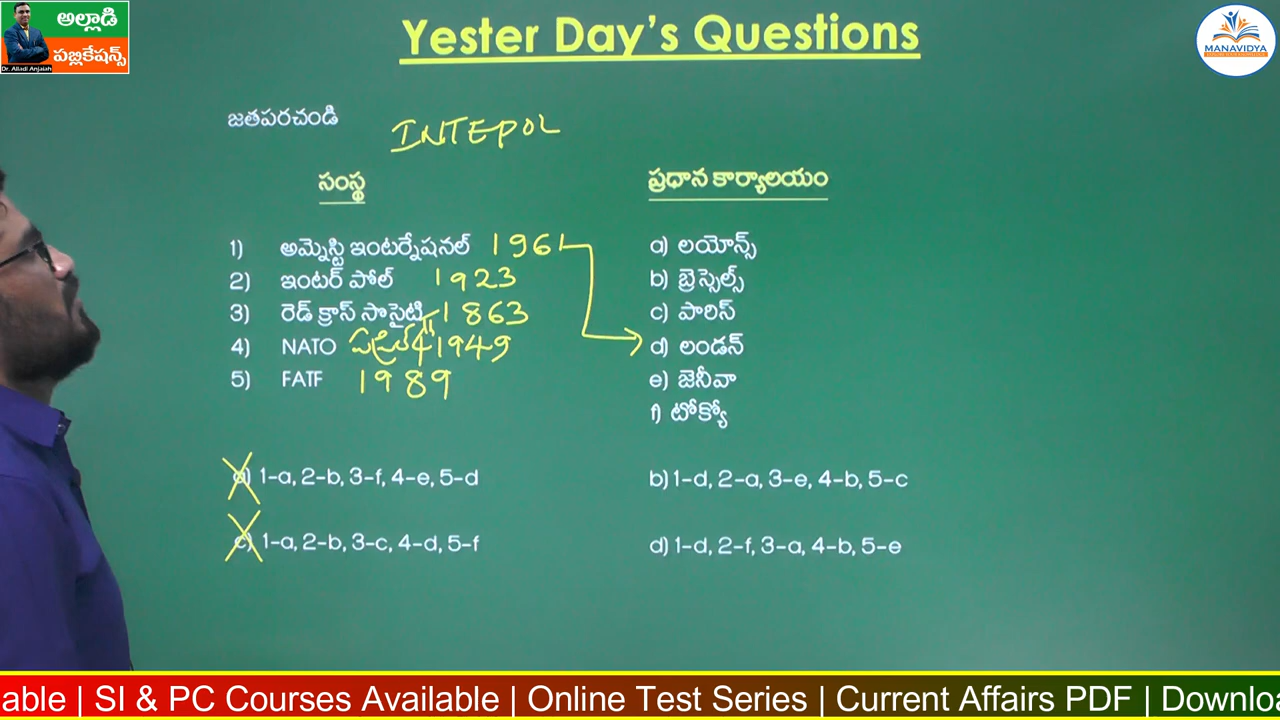 అల్లాడి
పబ్లికేషన్స్
Dr. Alladi Anjaiah
Yester Day's Questions
MANAVIDYA
జతపరచండి
INTEPOL
సంస్థ
ప్రధాన కార్యాలయం
1) అమ్నెస్టి ఇంటర్నేషనల్ 1961 a) లయోన్స్
2) ఇంటర్ పోల్ 1923 b) బ్రెస్సెల్స్
3) రెడ్ క్రాస్ సొసైటి 1863 c) పారిస్
4) NATO ఏప్రిల్ 4 1949 d) లండన్
5) FATF 1989 e) జెనీవా
f) టోక్యో
a) 1-a, 2-b, 3-f, 4-e, 5-d b) 1-d, 2-a, 3-e, 4-b, 5-c
c) 1-a, 2-b, 3-c, 4-d, 5-f d) 1-d, 2-f, 3-a, 4-b, 5-e
able | SI & PC Courses Available | Online Test Series | Current Affairs PDF | Downlo